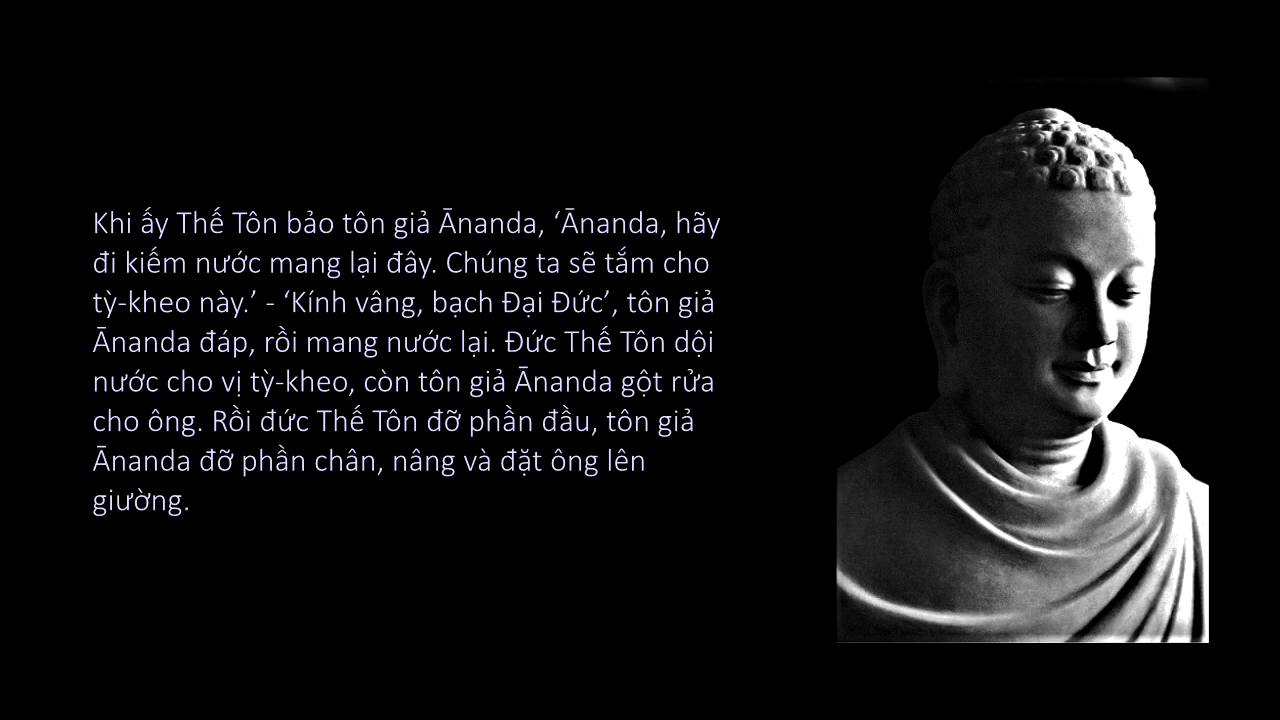 Khi ấy Thế Tôn bảo tôn giả Ānanda, ‘Ānanda, hãy
đi kiếm nước mang lại đây. Chúng ta sẽ tắm cho
tỳ-kheo này.’ - ‘Kính vâng, bạch Đại Đức’, tôn giả
Ānanda đáp, rồi mang nước lại. Đức Thế Tôn dội
nước cho vị tỳ-kheo, còn tôn giả Ānanda gột rửa
cho ông. Rồi đức Thế Tôn đỡ phần đầu, tôn giả
Ānanda đỡ phần chân, nâng và đặt ông lên
giường.